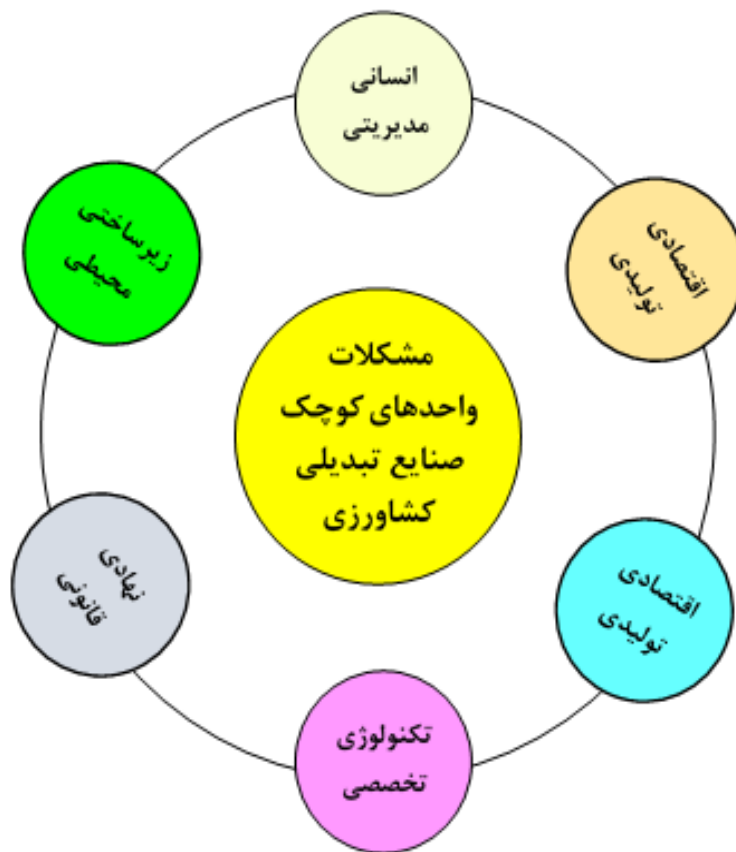 انسانی
مدیریتی
اقتصادی
تولیدی
اقتصادی
تولیدی
تکنولوژی
تخصصی
نهادی
قانونی
زیرساختی
محیطی
مشکلات
واحدهای کوچک
صنایع تبدیلی
کشاورزی